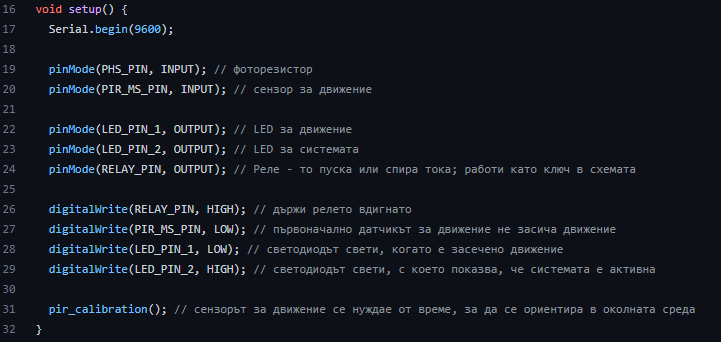 16 void setup() {
17 Serial.begin(9600);
18
19 pinMode(PHS_PIN, INPUT); // фоторезистор
20 pinMode(PIR_MS_PIN, INPUT); // сензор за движение
21
22 pinMode(LED_PIN_1, OUTPUT); // LED за движение
23 pinMode(LED_PIN_2, OUTPUT); // LED за системата
24 pinMode(RELAY_PIN, OUTPUT); // Реле - то пуска или спира тока; работи като ключ в схемата
25
26 digitalWrite(RELAY_PIN, HIGH); // държи релето вдигнато
27 digitalWrite(PIR_MS_PIN, LOW); // първоначално датчикът за движение не засича движение
28 digitalWrite(LED_PIN_1, LOW); // светодиодът свети, когато е засечено движение
29 digitalWrite(LED_PIN_2, HIGH); // светодиодът свети, с което показва, че системата е активна
30
31 pir_calibration(); // сензорът за движение се нуждае от време, за да се ориентира в околната среда
32 }